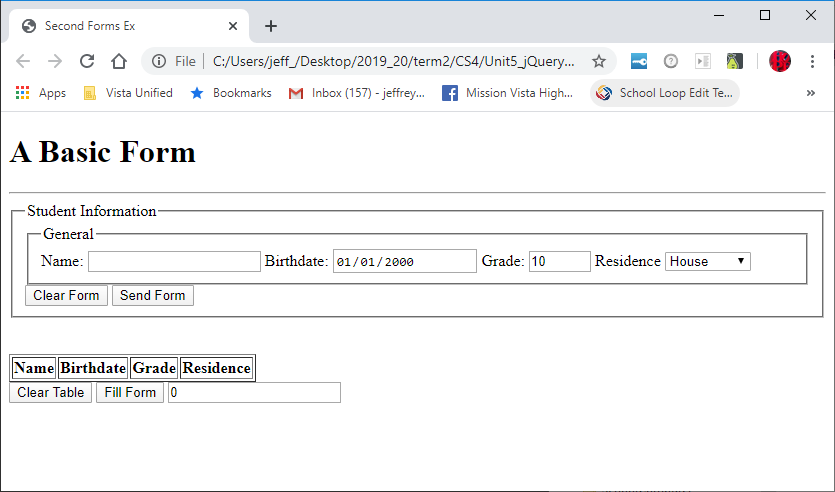 Second Forms Ex
File C:/Users/jeff_/Desktop/2019_20/term2/CS4/Unit5_jQuery...
Apps Vista Unified Bookmarks Inbox (157) - jeffrey... Mission Vista High... School Loop Edit Te... »
A Basic Form
Student Information
General
Name: Birthdate: 01/01/2000 Grade: 10 Residence House
Clear Form Send Form
Name Birthdate Grade Residence
Clear Table Fill Form 0